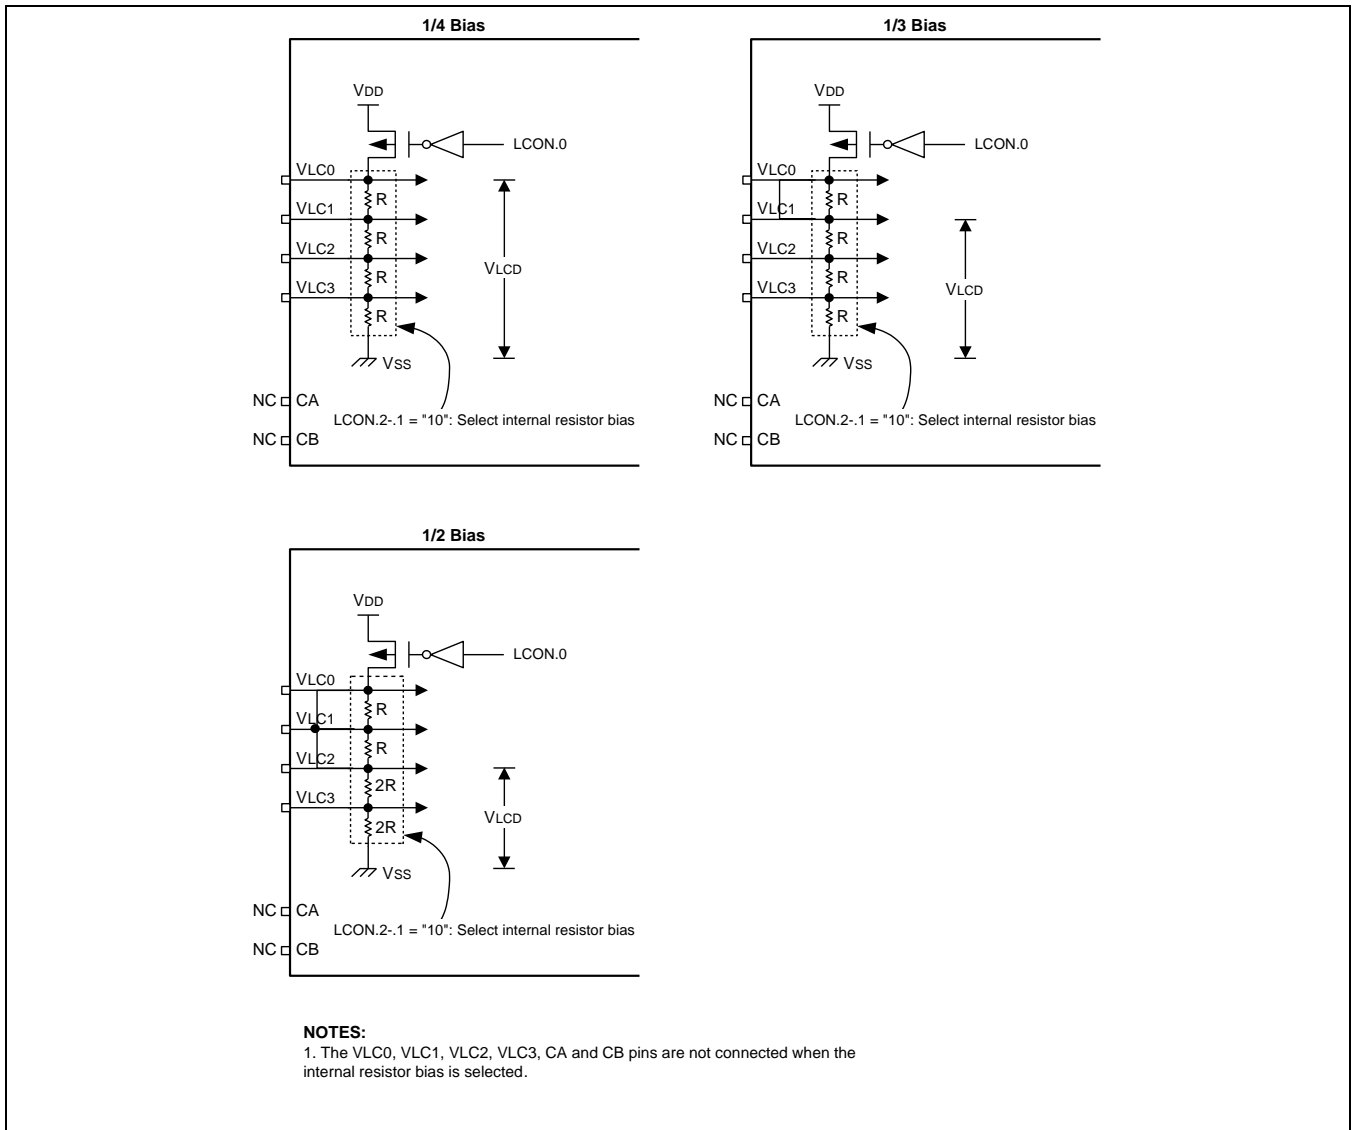 1/4 Bias
VDD
LCON.0
VLC0
R
VLC1
R
VLC2
R
VLCD
VLC3
R
VSS
NC CA
LCON.2-.1 = "10": Select internal resistor bias
NC CB
1/3 Bias
VDD
LCON.0
VLC0
R
VLC1
R
VLC2
R
VLCD
VLC3
R
VSS
NC CA
LCON.2-.1 = "10": Select internal resistor bias
NC CB
1/2 Bias
VDD
LCON.0
VLC0
R
VLC1
R
VLC2
2R
VLC3
VLCD
2R
VSS
NC CA
LCON.2-.1 = "10": Select internal resistor bias
NC CB
NOTES:
1. The VLC0, VLC1, VLC2, VLC3, CA and CB pins are not connected when the
internal resistor bias is selected.